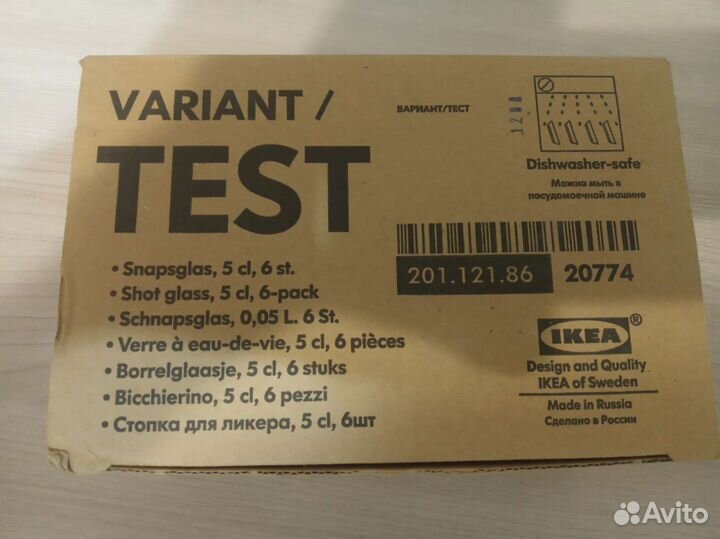 VARIANT /
TEST
ВАРИАНТ/ТЕСТ
1208
Dishwasher-safe
Можно мыть в
посудомоечной машине
• Snapsglas, 5 cl, 6 st.
• Shot glass, 5 cl, 6-pack
• Schnapsglas, 0,05 L. 6 St.
• Verre à eau-de-vie, 5 cl, 6 pièces
• Borrelglaasje, 5 cl, 6 stuks
• Bicchierino, 5 cl, 6 pezzi
• Стопка для ликера, 5 cl, 6шт
201.121.86 20774
IKEA®
Design and Quality
IKEA of Sweden
Made in Russia
Сделано в России
Avito